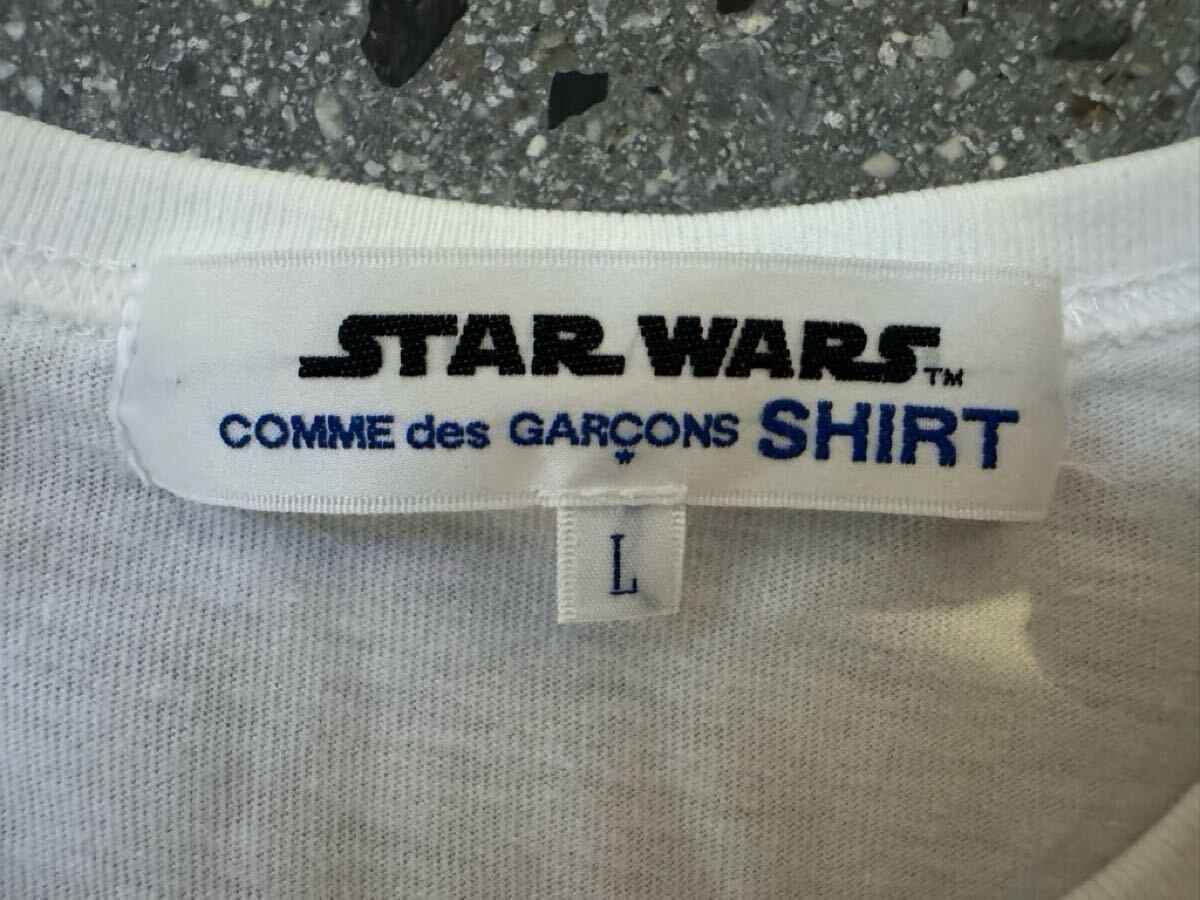 STAR WARS™
COMME des GARÇONS SHIRT
*
L